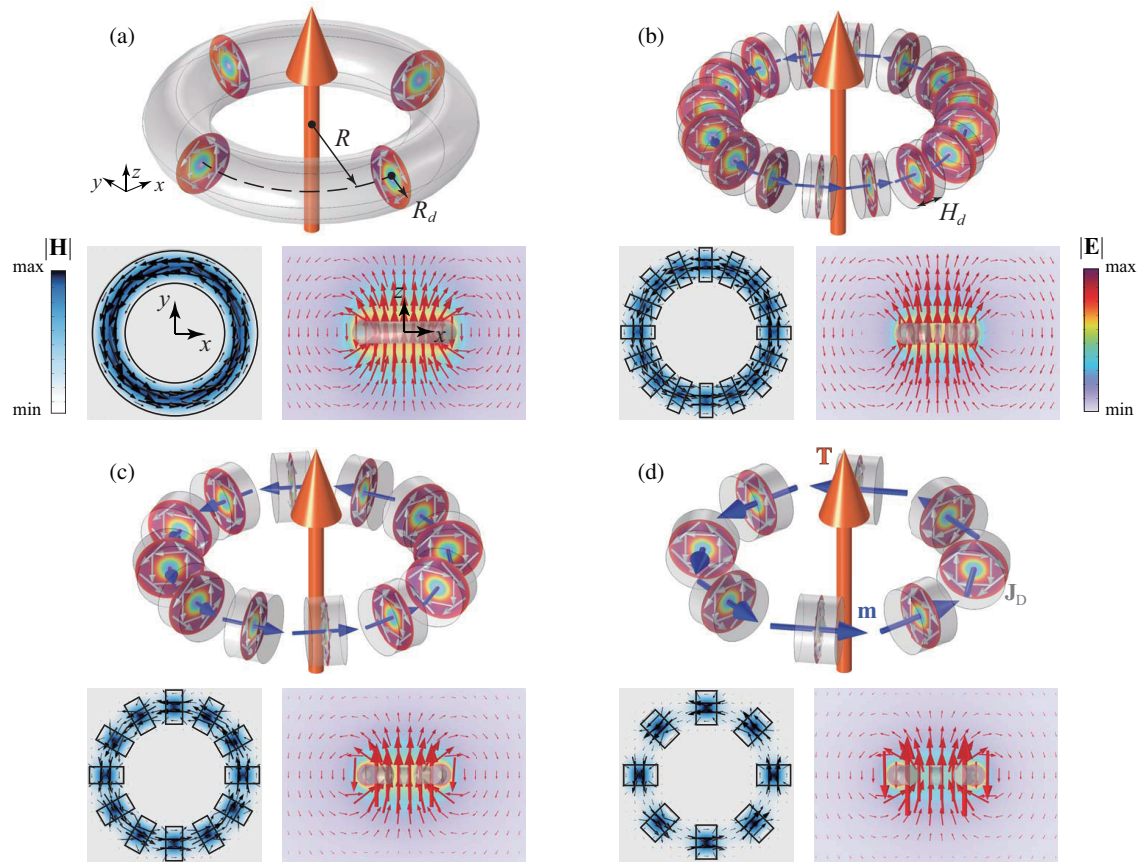 (a)
R
R_d
y z x
(b)
H_d
|H|
max
min
y
x
z
x
|E|
max
min
(c)
(d)
T
m
J_D